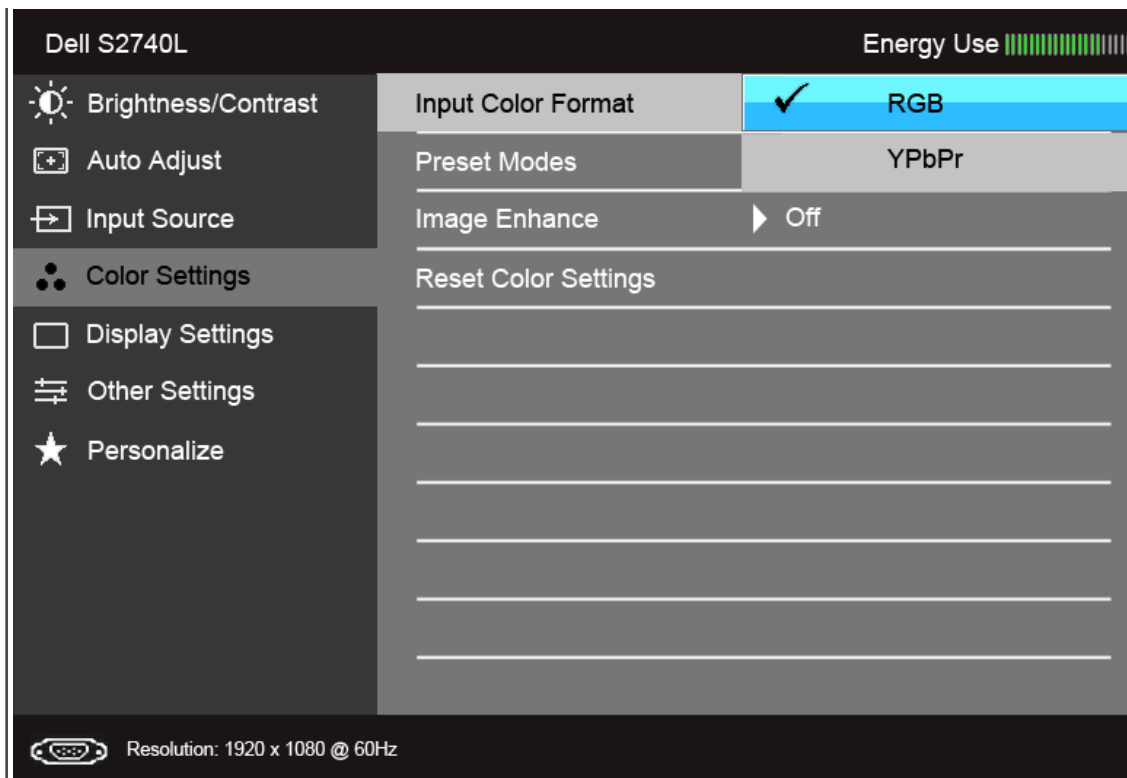 Dell S2740L Energy Use
Brightness/Contrast Input Color Format RGB
Auto Adjust Preset Modes YPbPr
Input Source Image Enhance Off
Color Settings Reset Color Settings
Display Settings
Other Settings
Personalize
Resolution: 1920 x 1080 @ 60Hz